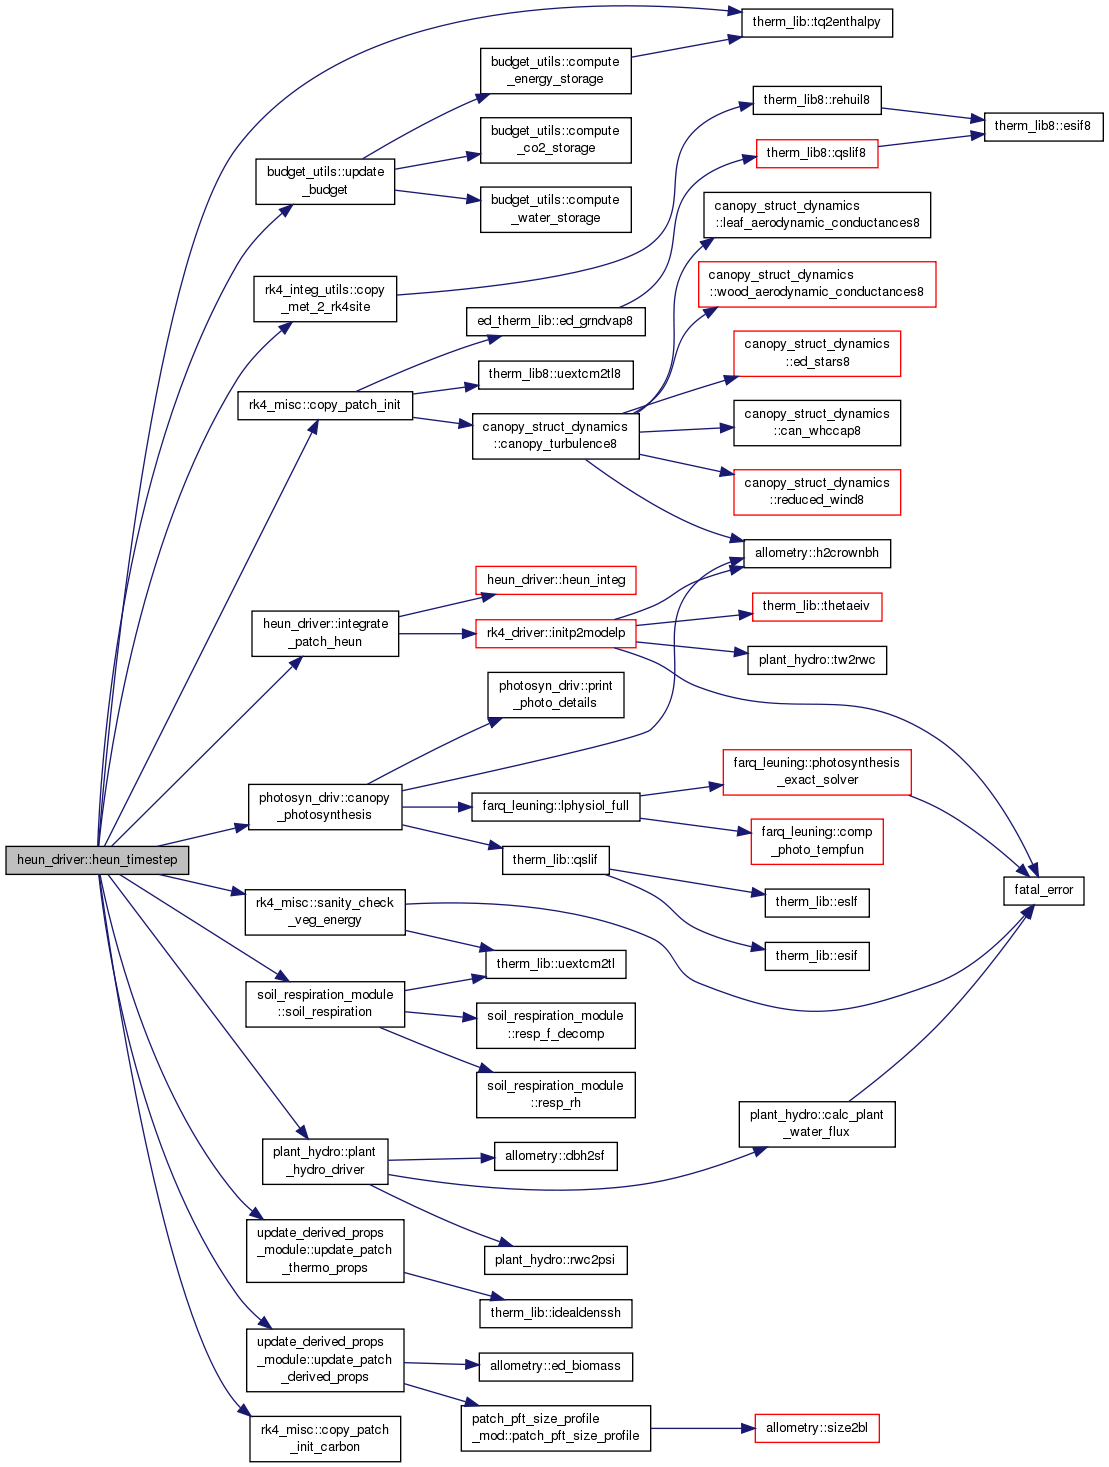 therm_lib::tq2enthalpy
budget_utils::compute
_energy_storage
therm_lib8::rehuil8
therm_lib8::esif8
budget_utils::compute
_co2_storage
therm_lib8::qslif8
budget_utils::update
_budget
budget_utils::compute
_water_storage
canopy_struct_dynamics
::leaf_aerodynamic_conductances8
canopy_struct_dynamics
::wood_aerodynamic_conductances8
rk4_integ_utils::copy
_met_2_rk4site
ed_therm_lib::ed_grndvap8
canopy_struct_dynamics
::ed_stars8
therm_lib8::uextcm2tl8
rk4_misc::copy_patch_init
canopy_struct_dynamics
::can_whccap8
canopy_struct_dynamics
::canopy_turbulence8
canopy_struct_dynamics
::reduced_wind8
allometry::h2crownbh
heun_driver::heun_integ
therm_lib::thetaeiv
heun_driver::integrate
_patch_heun
rk4_driver::initp2modelp
plant_hydro::tw2rwc
photosyn_driv::print
_photo_details
farq_leuning::photosynthesis
_exact_solver
photosyn_driv::canopy
_photosynthesis
farq_leuning::lphysiol_full
farq_leuning::comp
_photo_tempfun
heun_driver::heun_timestep
therm_lib::qslif
fatal_error
therm_lib::eslf
rk4_misc::sanity_check
_veg_energy
therm_lib::esif
therm_lib::uextcm2tl
soil_respiration_module
::soil_respiration
soil_respiration_module
::resp_f_decomp
soil_respiration_module
::resp_rh
plant_hydro::calc_plant
_water_flux
plant_hydro::plant
_hydro_driver
allometry::dbh2sf
plant_hydro::rwc2psi
update_derived_props
_module::update_patch
_thermo_props
therm_lib::idealdenssh
update_derived_props
_module::update_patch
_derived_props
allometry::ed_biomass
patch_pft_size_profile
_mod::patch_pft_size_profile
allometry::size2bl
rk4_misc::copy_patch
_init_carbon